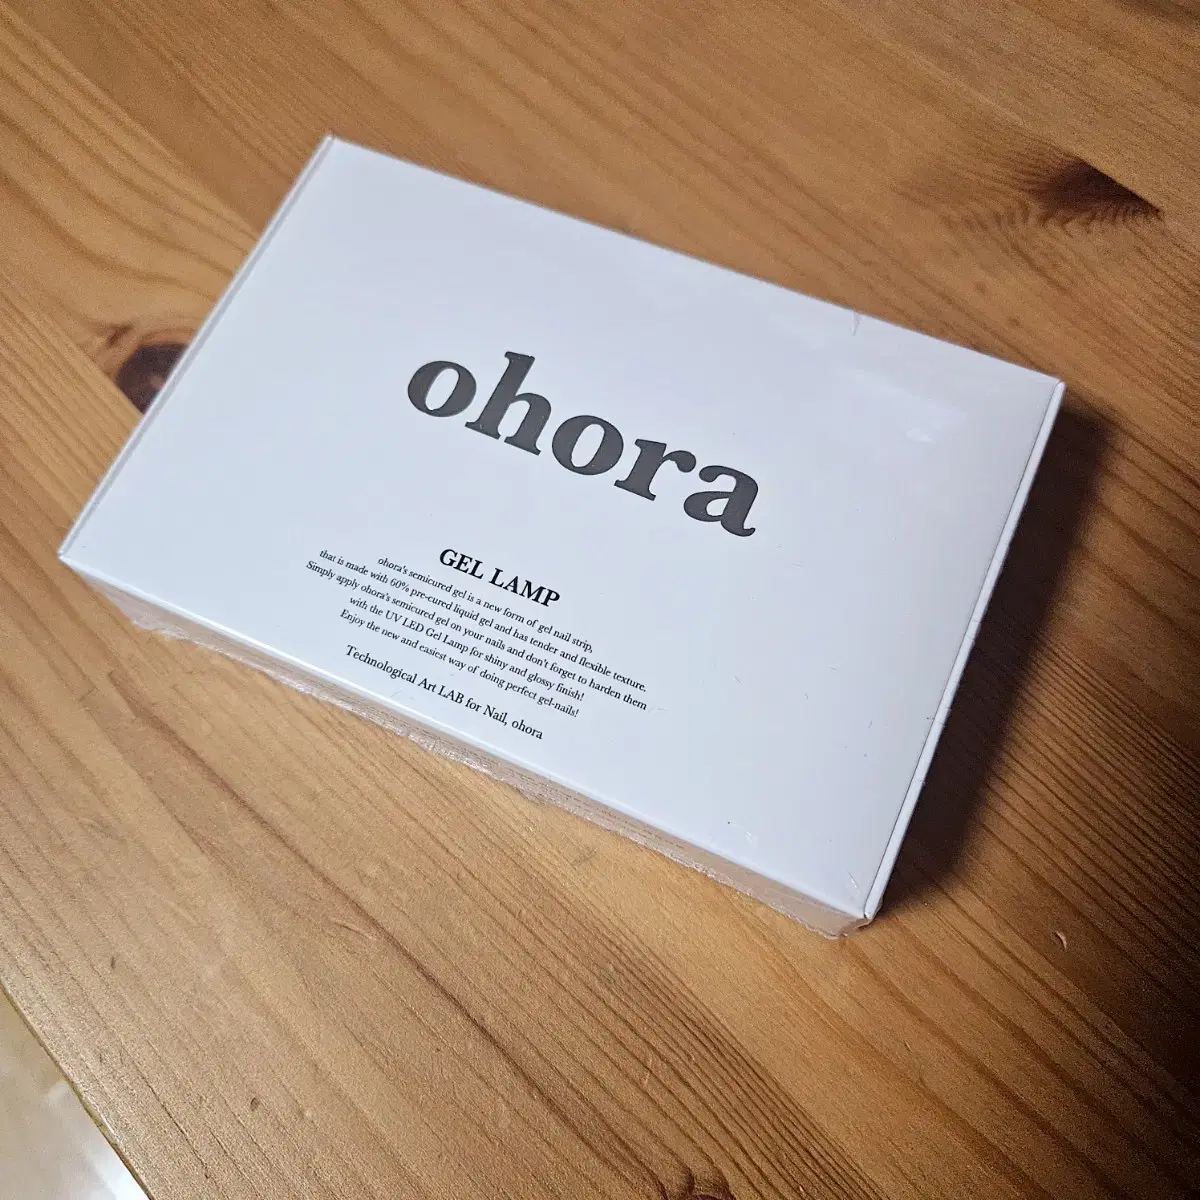 ohora
GEL LAMP
ohora's semicured gel is a new form of gel nail strip,
that is made with 60% pre-cured liquid gel and has tender and flexible texture.
Simply apply ohora's semicured gel on your nails and don't forget to harden them
with the UV LED Gel Lamp for shiny and glossy finish!
Enjoy the new and easiest way of doing perfect gel-nails!
Technological Art LAB for Nail, ohora